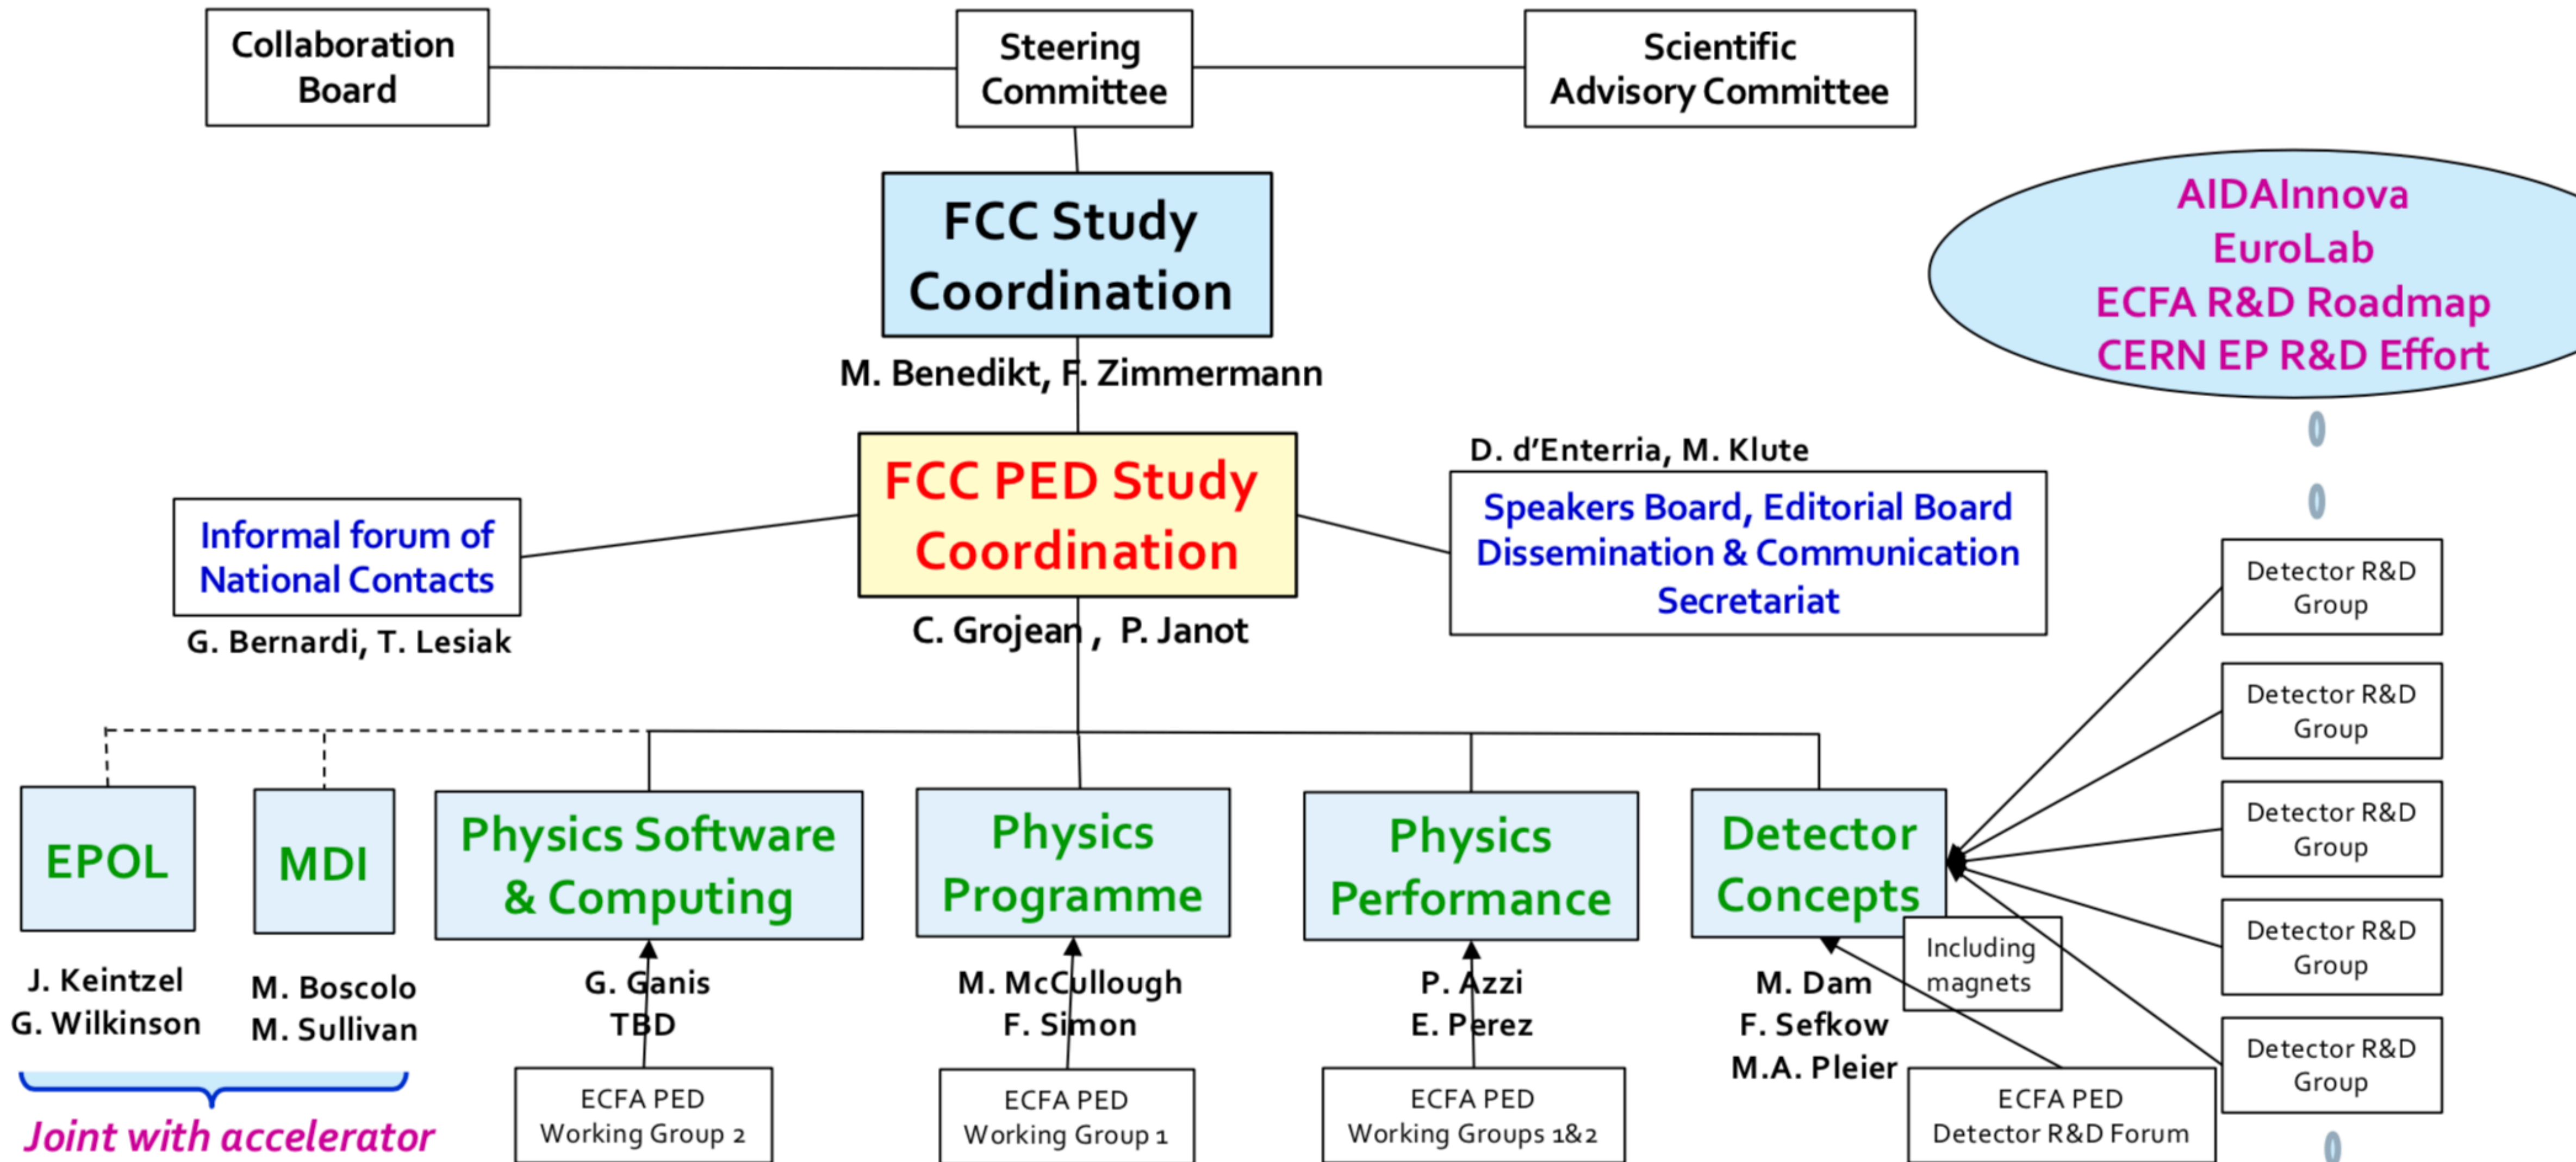 Collaboration
Board
Steering
Committee
Scientific
Advisory Committee
FCC Study
Coordination
M. Benedikt, F. Zimmermann
AIDAInnova
EuroLab
ECFA R&D Roadmap
CERN EP R&D Effort
FCC PED Study
Coordination
C. Grojean , P. Janot
Informal forum of
National Contacts
G. Bernardi, T. Lesiak
D. d’Enterria, M. Klute
Speakers Board, Editorial Board
Dissemination & Communication
Secretariat
Detector R&D
Group
Detector R&D
Group
Detector R&D
Group
Detector R&D
Group
Detector R&D
Group
EPOL
J. Keintzel
G. Wilkinson
MDI
M. Boscolo
M. Sullivan
Joint with accelerator
Physics Software
& Computing
G. Ganis
TBD
ECFA PED
Working Group 2
Physics
Programme
M. McCullough
F. Simon
ECFA PED
Working Group 1
Physics
Performance
P. Azzi
E. Perez
ECFA PED
Working Groups 1&2
Detector
Concepts
Including
magnets
M. Dam
F. Sefkow
M.A. Pleier
ECFA PED
Detector R&D Forum